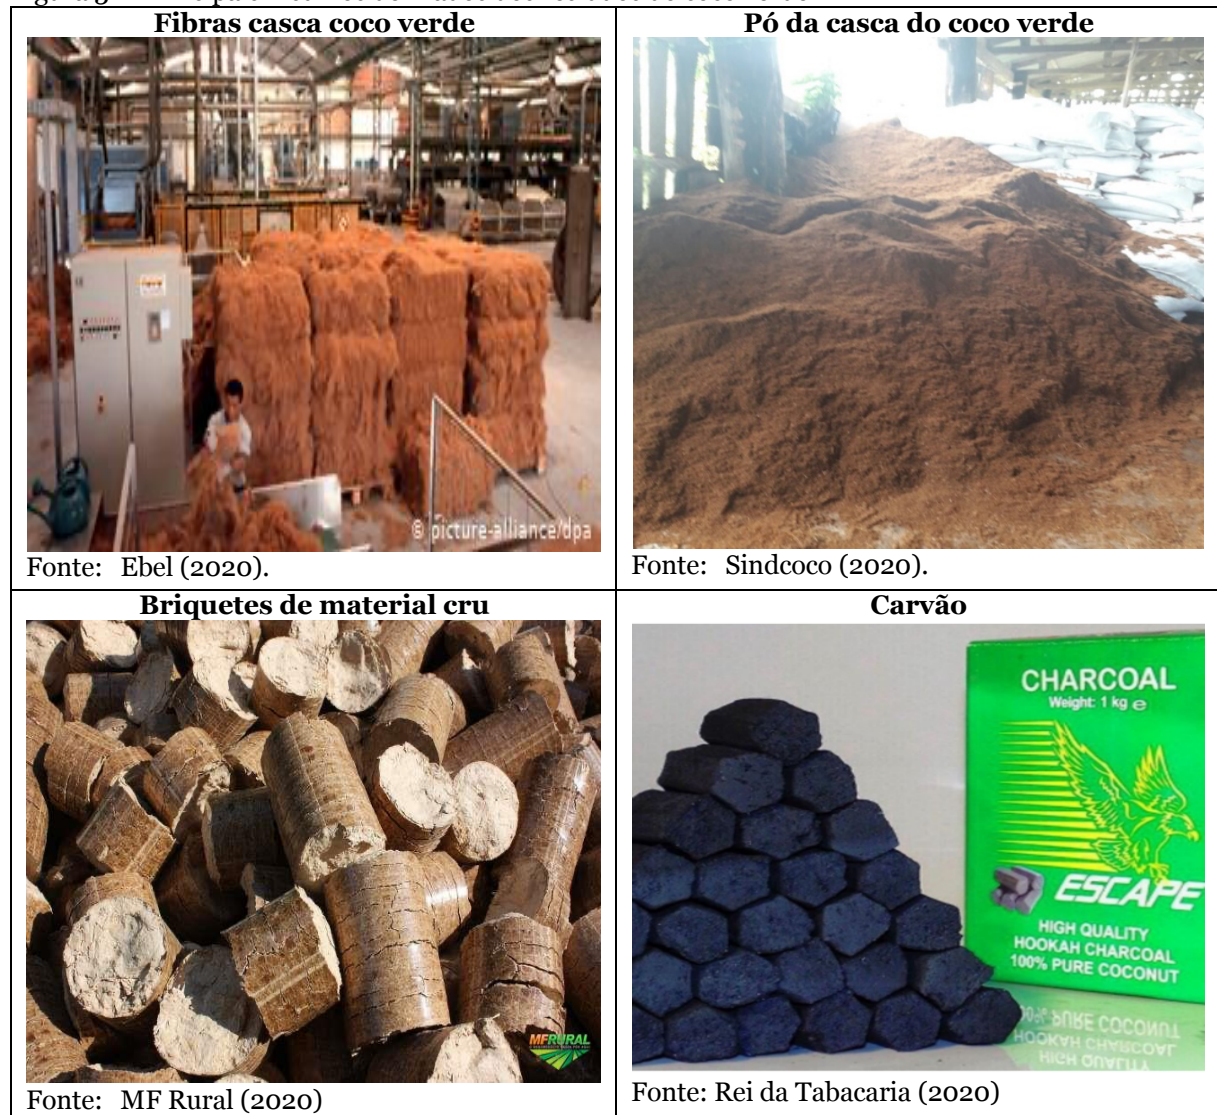 Fibras casca coco verde
© picture-alliance/dpa
Fonte: Ebel (2020).
Pó da casca do coco verde
Fonte: Sindcoco (2020).
Briquetes de material cru
MFRURAL
Fonte: MF Rural (2020)
Carvão
CHARCOAL
Weight: 1 kg e
ESCAPE
HIGH QUALITY
HOOKAH CHARCOAL
100% PURE COCONUT
Fonte: Rei da Tabacaria (2020)